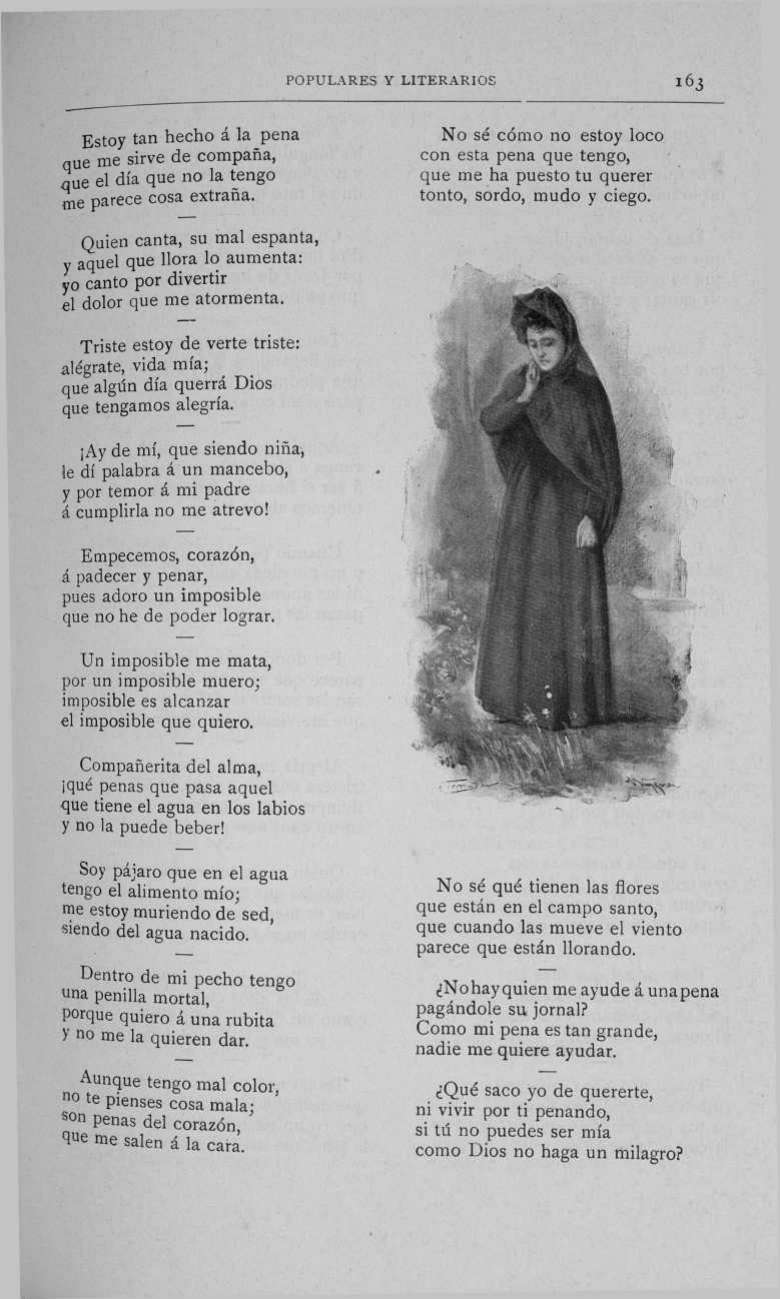 POPULARES Y LITERARIOS 163
Estoy tan hecho á la pena
que me sirve de compaña,
que el día que no la tengo
me parece cosa extraña.
Quien canta, su mal espanta,
y aquel que llora lo aumenta:
yo canto por divertir
el dolor que me atormenta.
Triste estoy de verte triste:
alégrate, vida mía;
que algún día querrá Dios
que tengamos alegría.
¡Ay de mí, que siendo niña,
le dí palabra á un mancebo,
y por temor á mi padre
á cumplirla no me atrevo!
Empecemos, corazón,
á padecer y penar,
pues adoro un imposible
que no he de poder lograr.
Un imposible me mata,
por un imposible muero;
imposible es alcanzar
el imposible que quiero.
Compañerita del alma,
¡qué penas que pasa aquel
que tiene el agua en los labios
y no la puede beber!
Soy pájaro que en el agua
tengo el alimento mío;
me estoy muriendo de sed,
siendo del agua nacido.
Dentro de mi pecho tengo
una penilla mortal,
porque quiero á una rubita
y no me la quieren dar.
Aunque tengo mal color,
no te pienses cosa mala;
son penas del corazón,
que me salen á la cara.
No sé cómo no estoy loco
con esta pena que tengo,
que me ha puesto tu querer
tonto, sordo, mudo y ciego.
No sé qué tienen las flores
que están en el campo santo,
que cuando las mueve el viento
parece que están llorando.
¿No hay quien me ayude á una pena
pagándole su jornal?
Como mi pena es tan grande,
nadie me quiere ayudar.
¿Qué saco yo de quererte,
ni vivir por ti penando,
si tú no puedes ser mía
como Dios no haga un milagro?